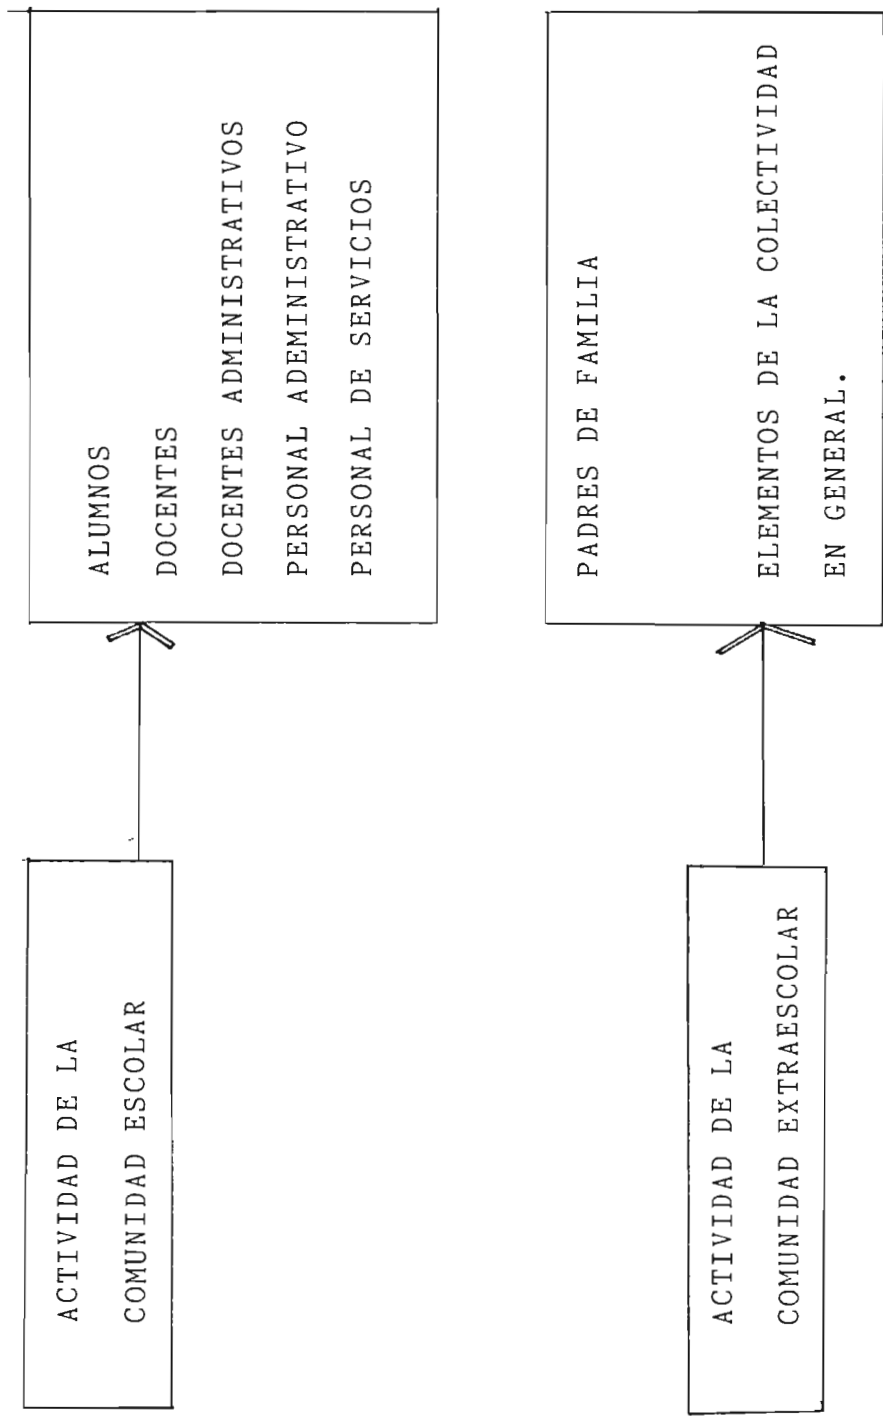 ACTIVIDAD DE LA
COMUNIDAD ESCOLAR
ALUMNOS
DOCENTES
DOCENTES ADMINISTRATIVOS
PERSONAL ADEMINISTRATIVO
PERSONAL DE SERVICIOS
ACTIVIDAD DE LA
COMUNIDAD EXTRAESCOLAR
PADRES DE FAMILIA
ELEMENTOS DE LA COLECTIVIDAD
EN GENERAL.